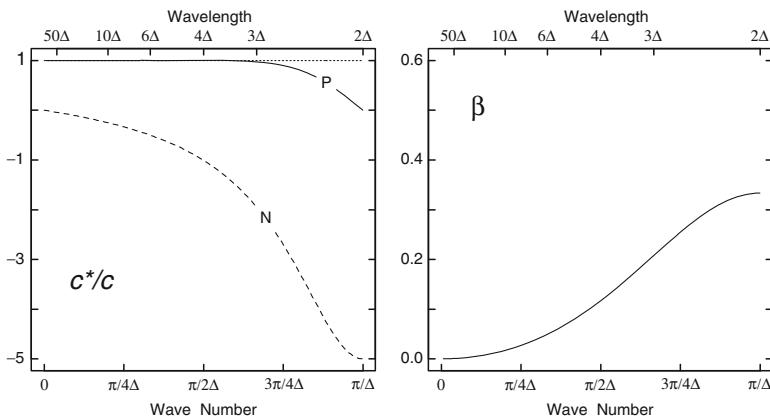 Wavelength
50Δ 10Δ 6Δ 4Δ 3Δ 2Δ
1
P
−1
N
−3
c*/c
−5
0 π/4Δ π/2Δ 3π/4Δ π/Δ
Wave Number
Wavelength
50Δ 10Δ 6Δ 4Δ 3Δ 2Δ
0.6
β
0.4
0.2
0.0
0 π/4Δ π/2Δ 3π/4Δ π/Δ
Wave Number